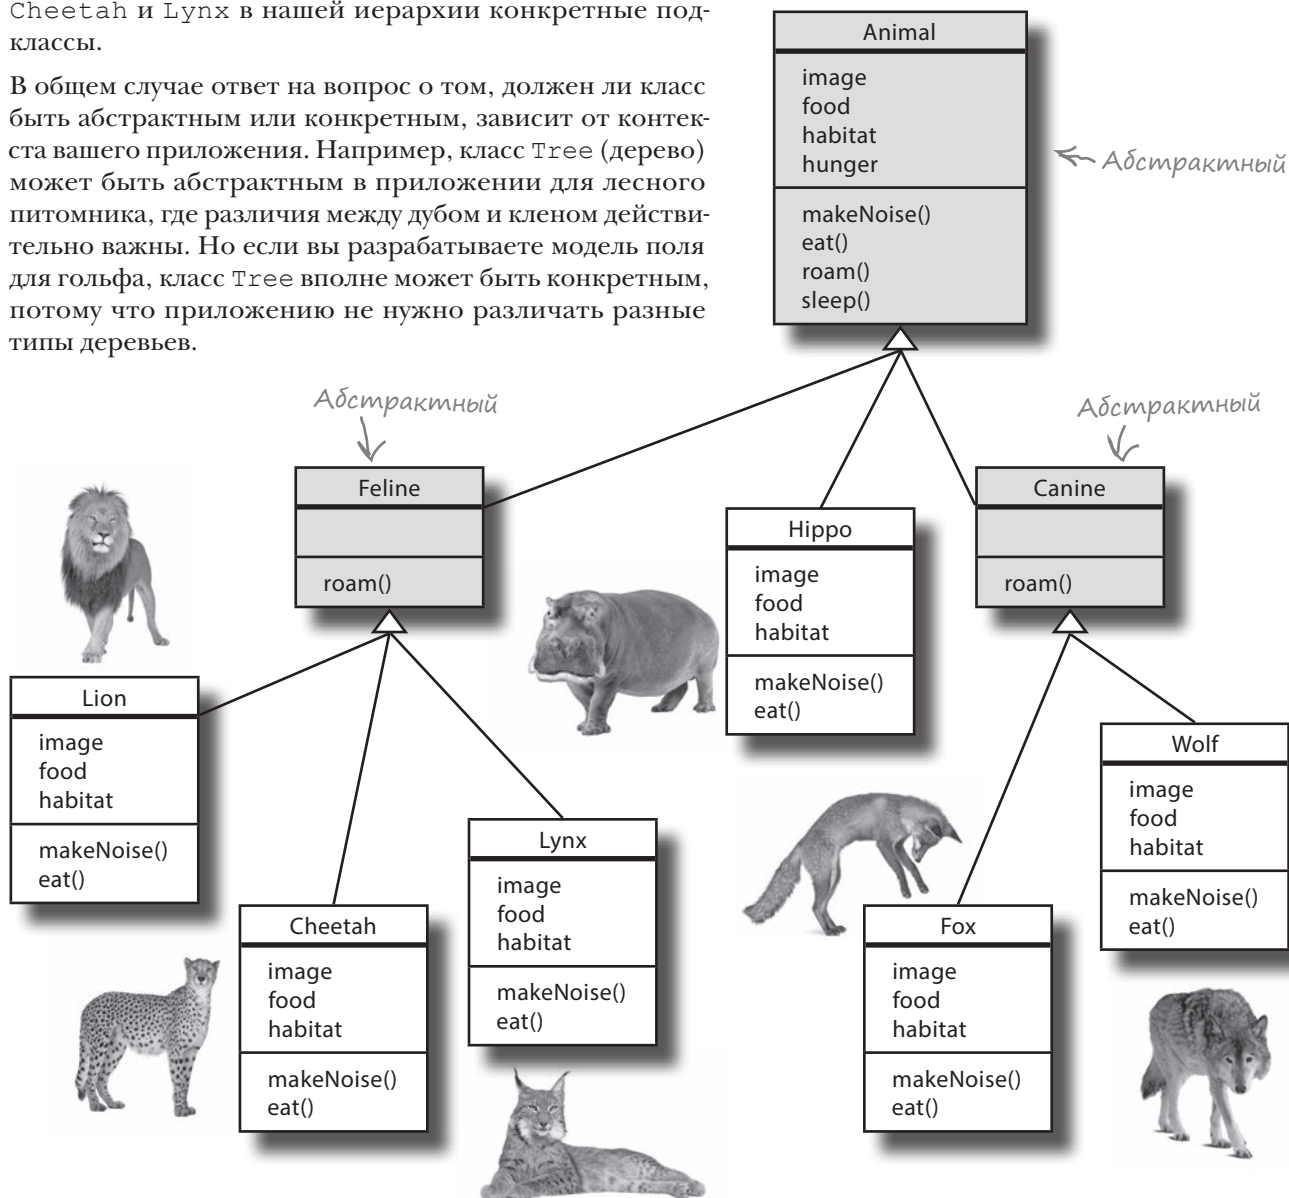 Cheetah и Lynx в нашей иерархии конкретные под-
классы.
В общем случае ответ на вопрос о том, должен ли класс
быть абстрактным или конкретным, зависит от контек-
ста вашего приложения. Например, класс Tree (дерево)
может быть абстрактным в приложении для лесного
питомника, где различия между дубом и кленом действи-
тельно важны. Но если вы разрабатываете модель поля
для гольфа, класс Tree вполне может быть конкретным,
потому что приложению не нужно различать разные
типы деревьев.
Animal
image
food
habitat
hunger
makeNoise()
eat()
roam()
sleep()
Абстрактный
Абстрактный
Feline
roam()
Абстрактный
Canine
roam()
Hippo
image
food
habitat
makeNoise()
eat()
Lion
image
food
habitat
makeNoise()
eat()
Cheetah
image
food
habitat
makeNoise()
eat()
Lynx
image
food
habitat
makeNoise()
eat()
Fox
image
food
habitat
makeNoise()
eat()
Wolf
image
food
habitat
makeNoise()
eat()